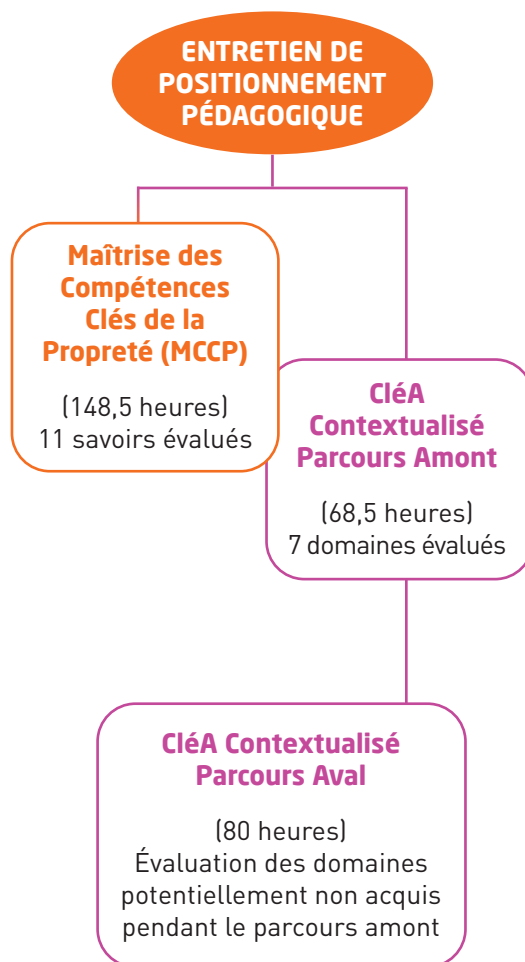 ENTRETIEN DE
POSITIONNEMENT
PÉDAGOGIQUE
Maîtrise des
Compétences
Clés de la
Propreté (MCCP)
(148,5 heures)
11 savoirs évalués
CléA
Contextualisé
Parcours Amont
(68,5 heures)
7 domaines évalués
CléA Contextualisé
Parcours Aval
(80 heures)
Évaluation des domaines
potentiellement non acquis
pendant le parcours amont